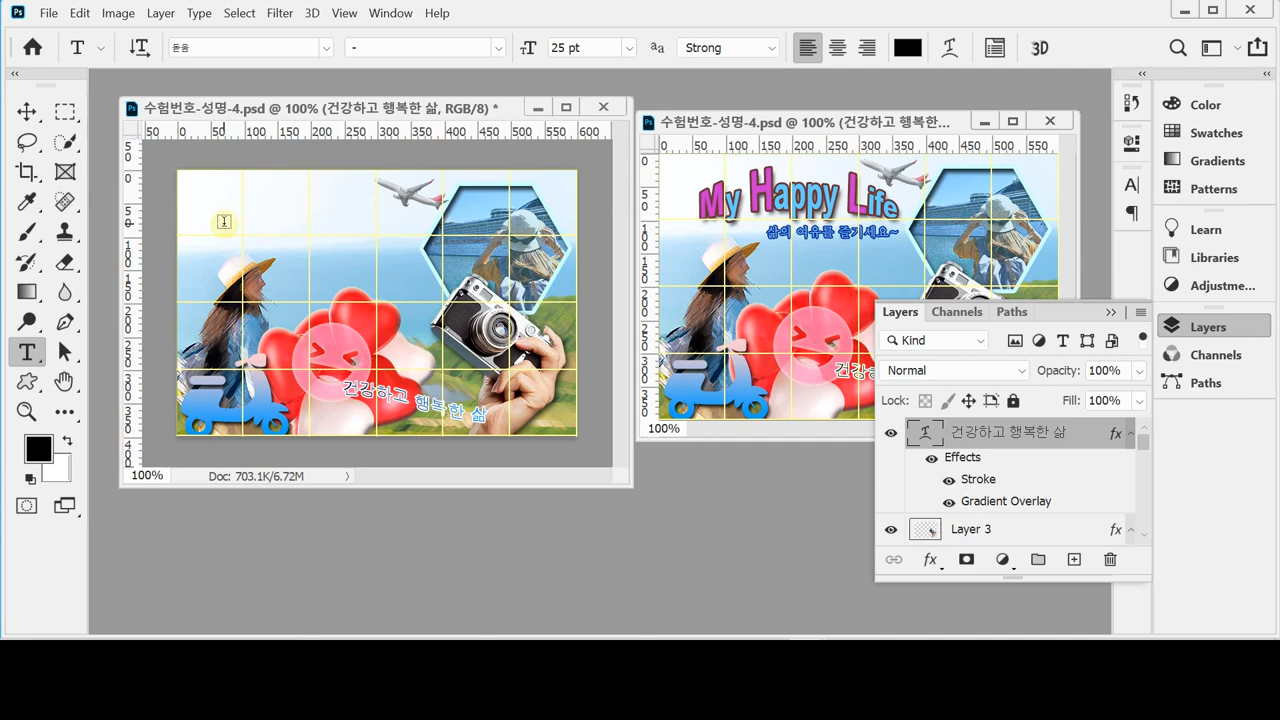 File Edit Image Layer Type Select Filter 3D View Window Help
돋움 - 25 pt Strong 3D
수험번호-성명-4.psd @ 100% (건강하고 행복한 삶, RGB/8) *
50 0 50 100 150 200 250 300 350 400 450 500 550 600
건강하고 행복한 삶
100% Doc: 703.1K/6.72M
수험번호-성명-4.psd @ 100% (건강하고 행복한...
0 50 100 150 200 250 300 350 400 450 500 550
My Happy Life
삶의 여유를 즐기세요~
건강하
100%
Layers Channels Paths
Kind
Normal Opacity: 100%
Lock: Fill: 100%
건강하고 행복한 삶 fx
Effects
Stroke
Gradient Overlay
Layer 3 fx
fx
Color
Swatches
Gradients
Patterns
Learn
Libraries
Adjustme...
Layers
Channels
Paths